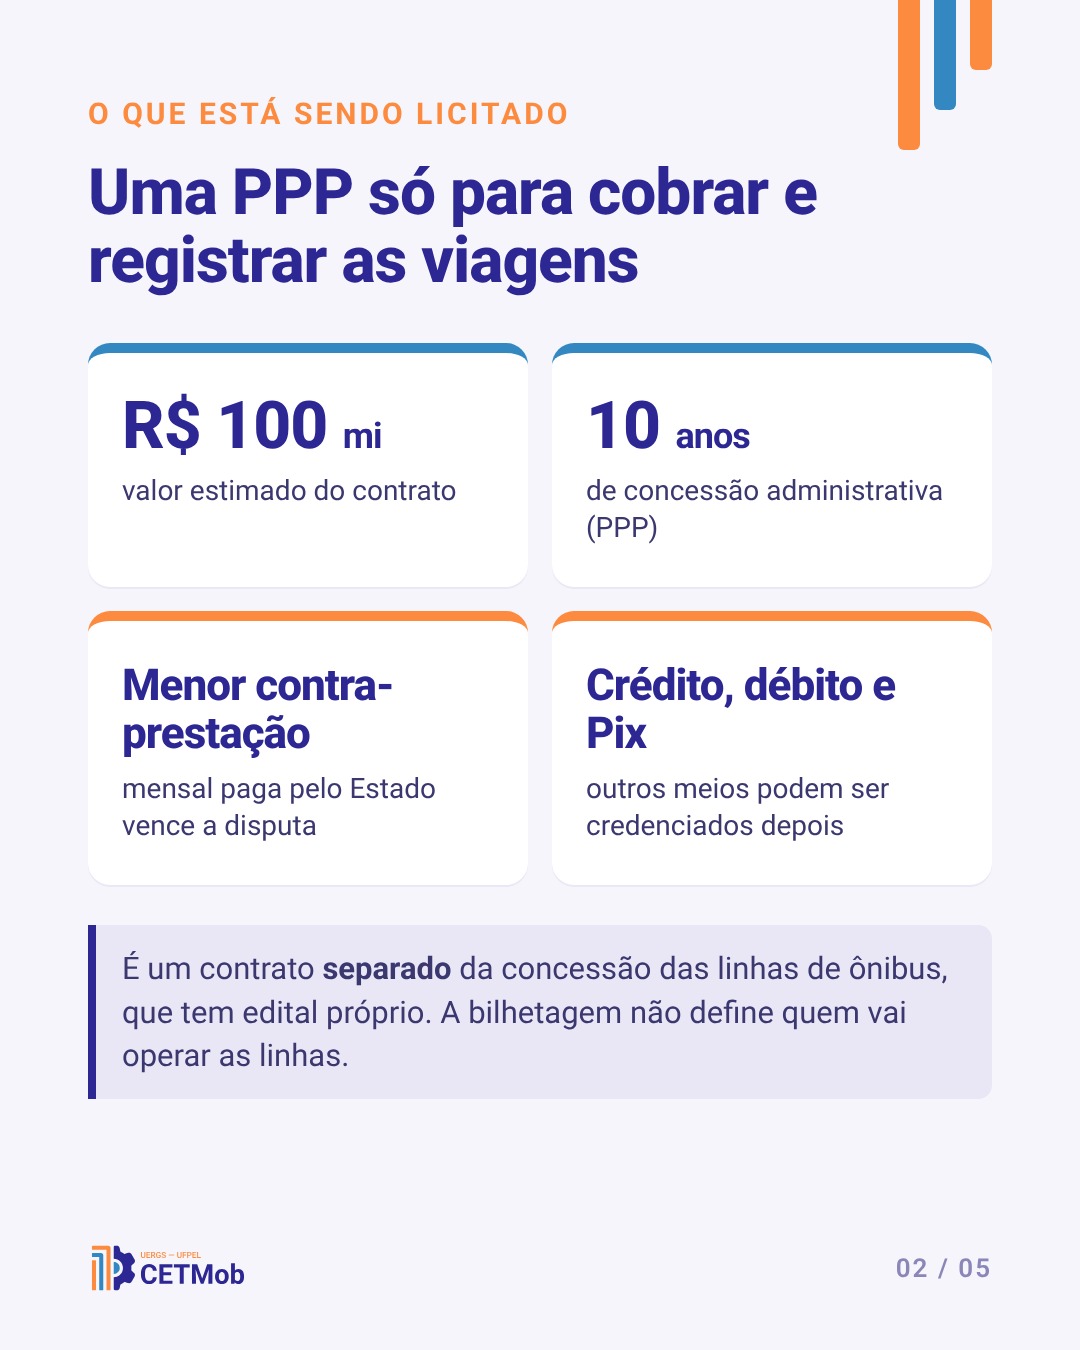 O QUE ESTÁ SENDO LICITADO
Uma PPP só para cobrar e
registrar as viagens
R$ 100 mi
valor estimado do contrato
10 anos
de concessão administrativa
(PPP)
Menor contra-
prestação
mensal paga pelo Estado
vence a disputa
Crédito, débito e
Pix
outros meios podem ser
credenciados depois
É um contrato separado da concessão das linhas de ônibus,
que tem edital próprio. A bilhetagem não define quem vai
operar as linhas.
UERGS — UFPEL
CETMob
02 / 05